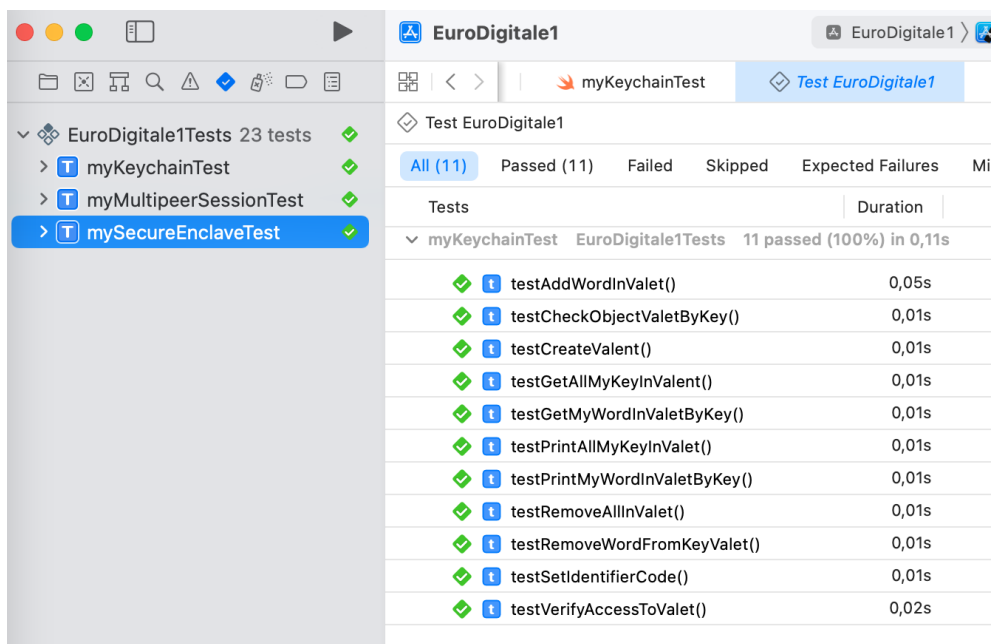 EuroDigitale1
EuroDigitale1
myKeychainTest
Test EuroDigitale1
EuroDigitale1Tests 23 tests
Test EuroDigitale1
T myKeychainTest
All (11) Passed (11) Failed Skipped Expected Failures Mi
T myMultipeerSessionTest
Tests Duration
T mySecureEnclaveTest
myKeychainTest EuroDigitale1Tests 11 passed (100%) in 0,11s
t testAddWordInValet() 0,05s
t testCheckObjectValetByKey() 0,01s
t testCreateValent() 0,01s
t testGetAllMyKeyInValent() 0,01s
t testGetMyWordInValetByKey() 0,01s
t testPrintAllMyKeyInValet() 0,01s
t testPrintMyWordInValetByKey() 0,01s
t testRemoveAllInValet() 0,01s
t testRemoveWordFromKeyValet() 0,01s
t testSetIdentifierCode() 0,01s
t testVerifyAccessToValet() 0,02s